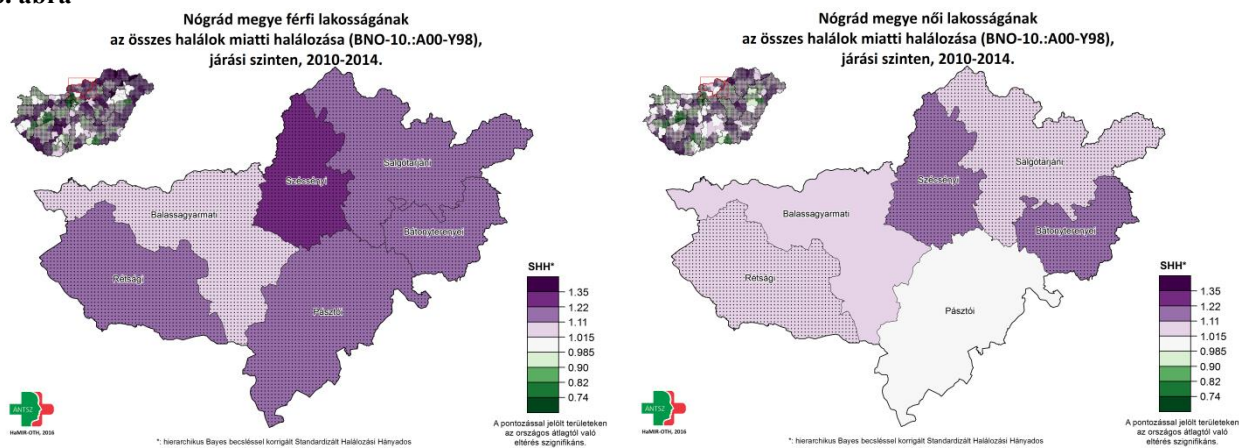 Nógrád megye férfi lakosságának
az összes halálok miatti halálozása (BNO-10.:A00-Y98),
járási szinten, 2010-2014.
Salgótarjáni
Szécsényi
Balassagyarmati
Bátonyterenyei
Rétsági
Pásztói
SHH*
1.35
1.22
1.11
1.015
0.985
0.90
0.82
0.74
ÁNTSZ
HaMIR-OTH, 2016
A pontozással jelölt területeken
az országos átlagtól való
eltérés szignifikáns.
*: hierarchikus Bayes becsléssel korrigált Standardizált Halálozási Hányados
Nógrád megye női lakosságának
az összes halálok miatti halálozása (BNO-10.:A00-Y98),
járási szinten, 2010-2014.
Salgótarjáni
Szécsényi
Balassagyarmati
Bátonyterenyei
Rétsági
Pásztói
SHH*
1.35
1.22
1.11
1.015
0.985
0.90
0.82
0.74
ÁNTSZ
HaMIR-OTH, 2016
A pontozással jelölt területeken
az országos átlagtól való
eltérés szignifikáns.
*: hierarchikus Bayes becsléssel korrigált Standardizált Halálozási Hányados